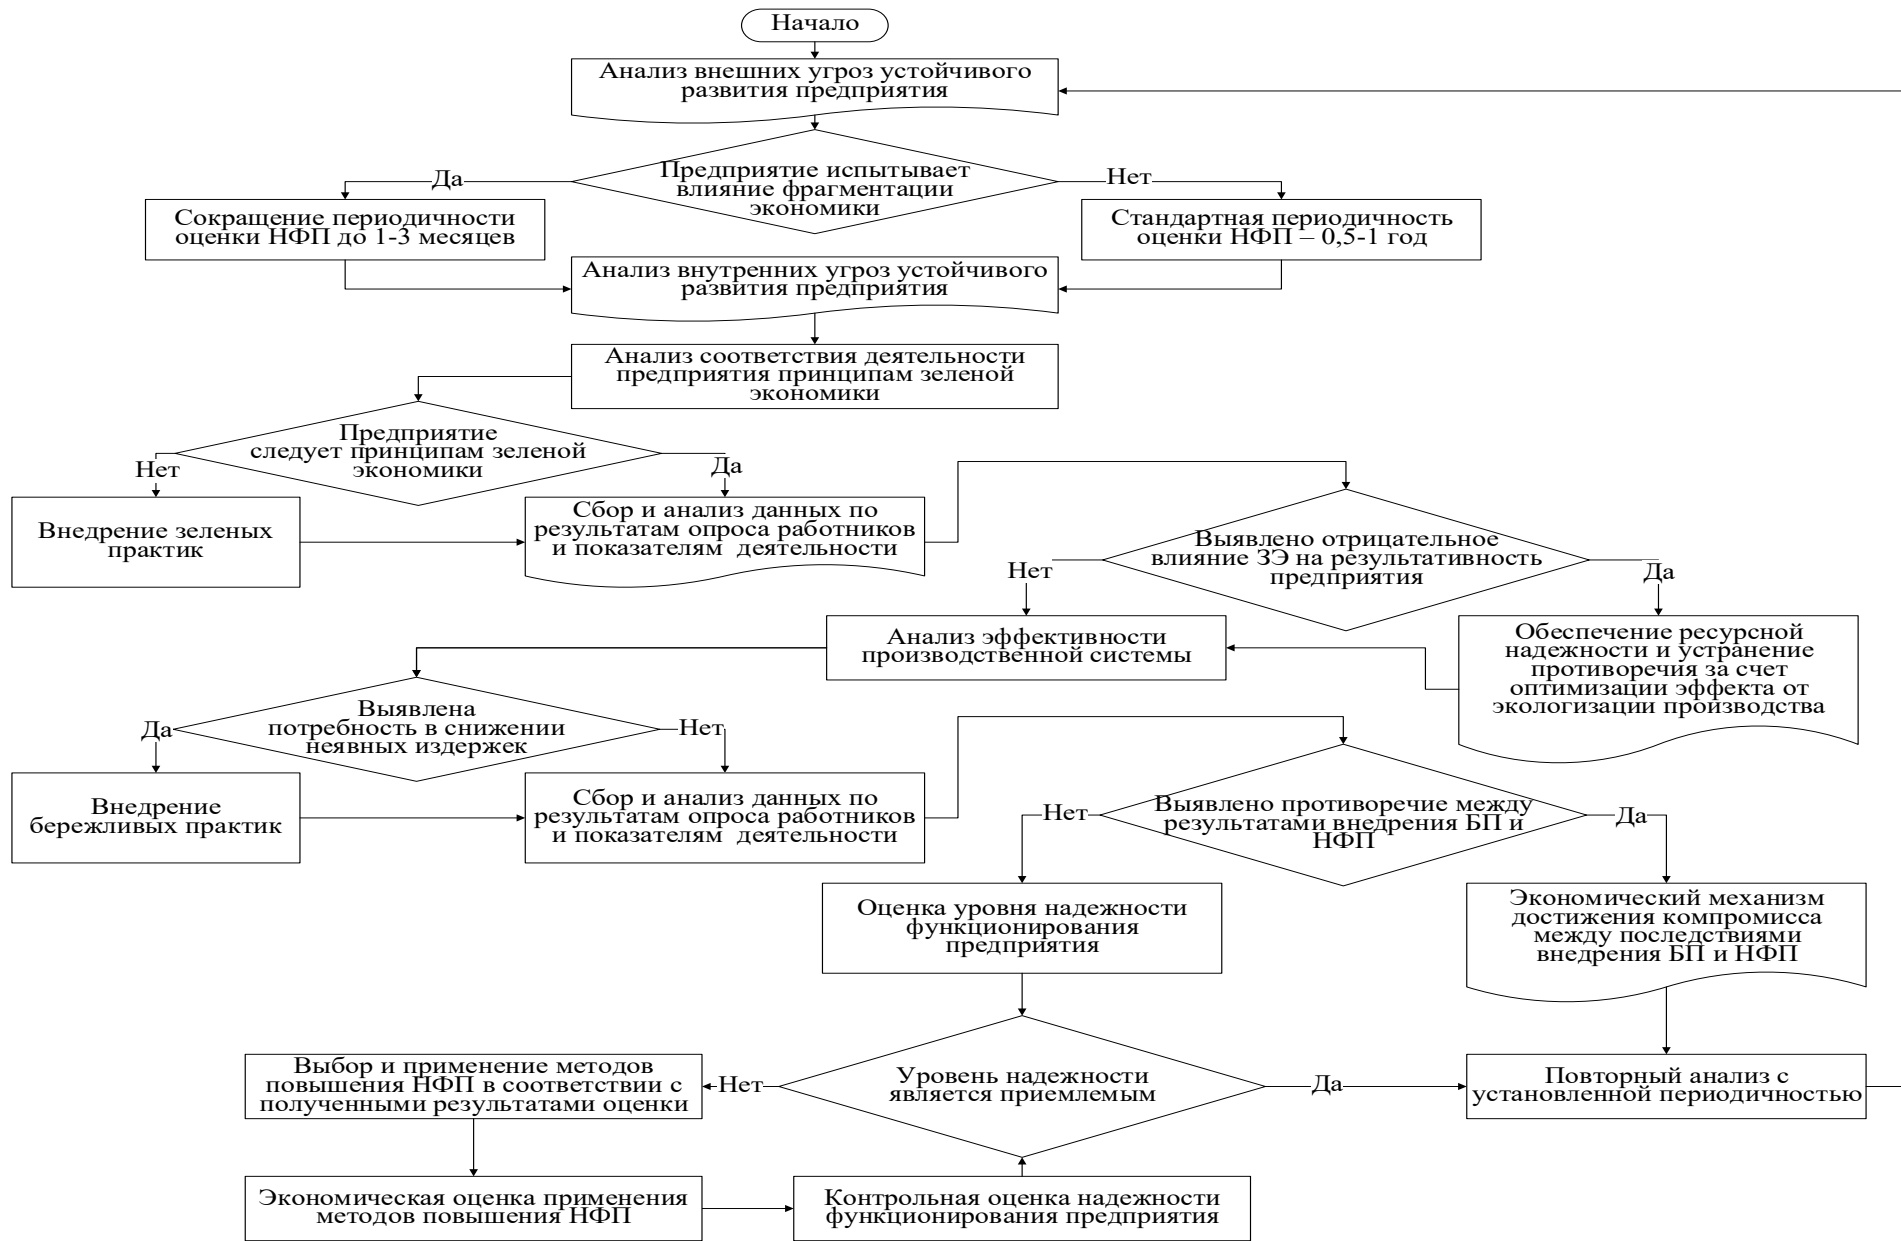 Начало
Анализ внешних угроз устойчивого
развития предприятия
Предприятие испытывает
влияние фрагментации
экономики
Да
Нет
Сокращение периодичности
оценки НФП до 1-3 месяцев
Стандартная периодичность
оценки НФП – 0,5-1 год
Анализ внутренних угроз устойчивого
развития предприятия
Анализ соответствия деятельности
предприятия принципам зеленой
экономики
Предприятие
следует принципам зеленой
экономики
Нет
Да
Внедрение зеленых
практик
Сбор и анализ данных по
результатам опроса работников
и показателям деятельности
Выявлено отрицательное
влияние ЗЭ на результативность
предприятия
Нет
Да
Анализ эффективности
производственной системы
Обеспечение ресурсной
надежности и устранение
противоречия за счет
оптимизации эффекта от
экологизации производства
Выявлена
потребность в снижении
неявных издержек
Да
Нет
Внедрение
бережливых практик
Сбор и анализ данных по
результатам опроса работников
и показателям деятельности
Выявлено противоречие между
результатами внедрения БП и
НФП
Нет
Да
Оценка уровня надежности
функционирования
предприятия
Экономический механизм
достижения компромисса
между последствиями
внедрения БП и НФП
Уровень надежности
является приемлемым
Нет
Да
Выбор и применение методов
повышения НФП в соответствии с
полученными результатами оценки
Повторный анализ с
установленной периодичностью
Экономическая оценка применения
методов повышения НФП
Контрольная оценка надежности
функционирования предприятия